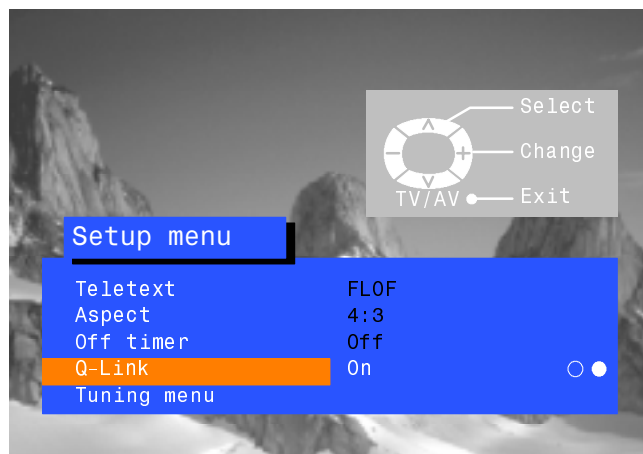 Select
Change
TV/AV Exit
Setup menu
Teletext FLOF
Aspect 4:3
Off timer Off
Q-Link On
Tuning menu